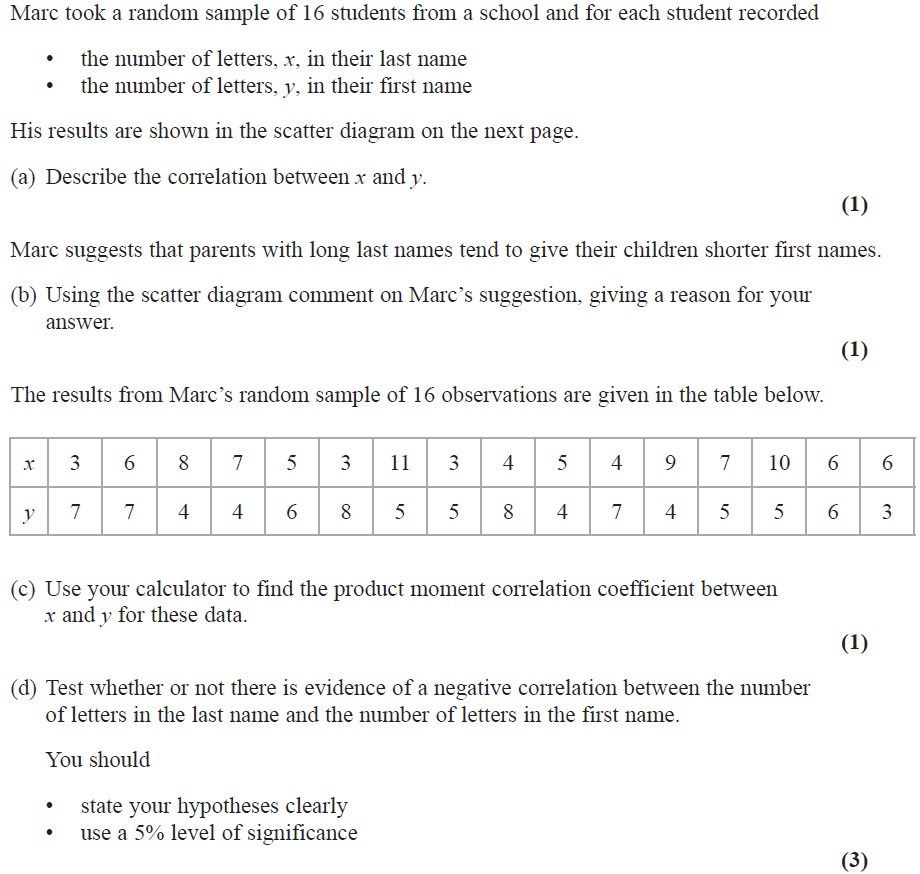 Marc took a random sample of 16 students from a school and for each student recorded
• the number of letters, x, in their last name
• the number of letters, y, in their first name
His results are shown in the scatter diagram on the next page.
(a) Describe the correlation between x and y.
(1)
Marc suggests that parents with long last names tend to give their children shorter first names.
(b) Using the scatter diagram comment on Marc’s suggestion, giving a reason for your
answer.
(1)
The results from Marc’s random sample of 16 observations are given in the table below.
x 3 6 8 7 5 3 11 3 4 5 4 9 7 10 6 6
y 7 7 4 4 6 8 5 5 8 4 7 4 5 5 6 3
(c) Use your calculator to find the product moment correlation coefficient between
x and y for these data.
(1)
(d) Test whether or not there is evidence of a negative correlation between the number
of letters in the last name and the number of letters in the first name.
You should
• state your hypotheses clearly
• use a 5% level of significance
(3)